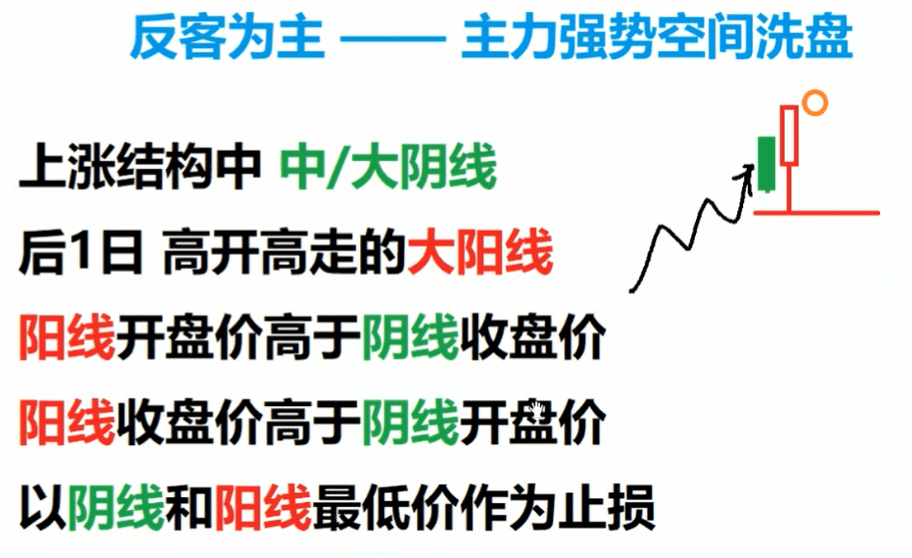 反客为主 —— 主力强势空间洗盘
上涨结构中 中/大阴线
后1日 高开高走的大阳线
阳线开盘价高于阴线收盘价
阳线收盘价高于阴线开盘价
以阴线和阳线最低价作为止损